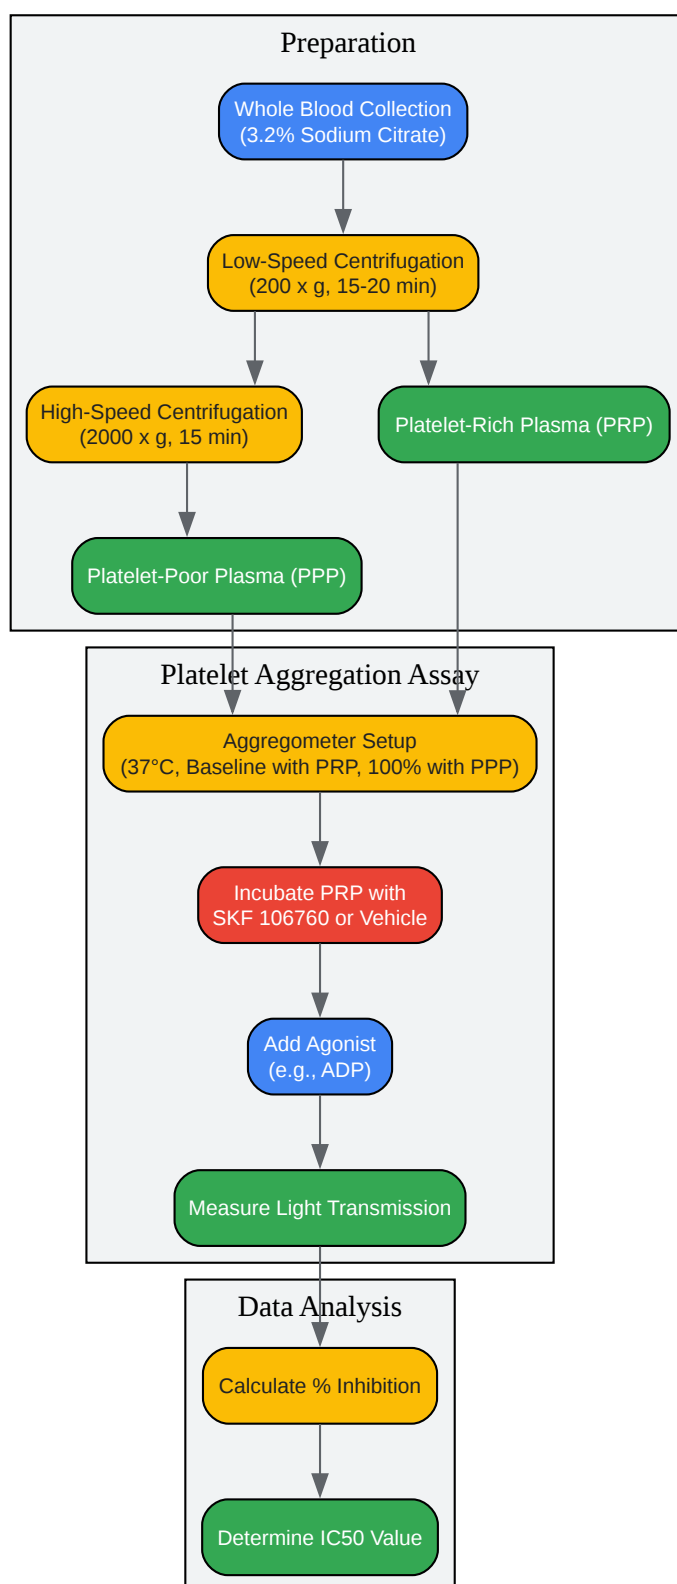 Preparation
Whole Blood Collection
(3.2% Sodium Citrate)
Low-Speed Centrifugation
(200 x g, 15-20 min)
High-Speed Centrifugation
(2000 x g, 15 min)
Platelet-Rich Plasma (PRP)
Platelet-Poor Plasma (PPP)
Platelet Aggregation Assay
Aggregometer Setup
(37°C, Baseline with PRP, 100% with PPP)
Incubate PRP with
SKF 106760 or Vehicle
Add Agonist
(e.g., ADP)
Measure Light Transmission
Data Analysis
Calculate % Inhibition
Determine IC50 Value